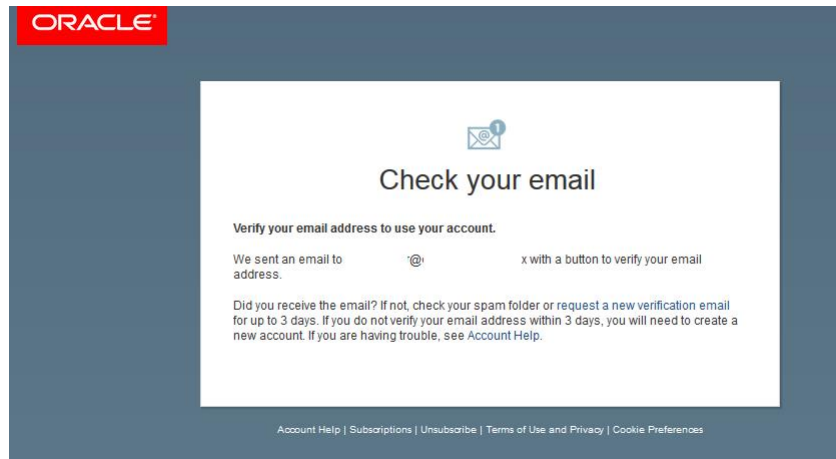 ORACLE®
@ 1
Check your email
Verify your email address to use your account.
We sent an email to @ x with a button to verify your email
address.
Did you receive the email? If not, check your spam folder or request a new verification email
for up to 3 days. If you do not verify your email address within 3 days, you will need to create a
new account. If you are having trouble, see Account Help.
Account Help | Subscriptions | Unsubscribe | Terms of Use and Privacy | Cookie Preferences